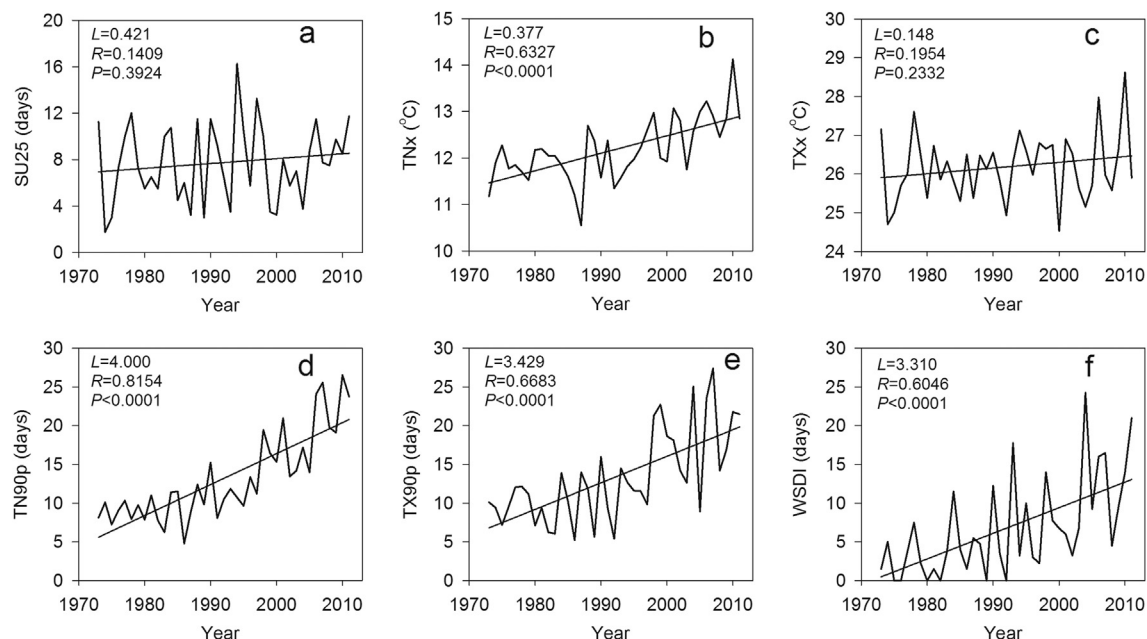 a
L=0.421
R=0.1409
P=0.3924
SU25 (days)
20
16
12
8
4
0
1970 1980 1990 2000 2010
Year
b
L=0.377
R=0.6327
P<0.0001
TNx (°C)
15
14
13
12
11
10
1970 1980 1990 2000 2010
Year
c
L=0.148
R=0.1954
P=0.2332
TXx (°C)
30
29
28
27
26
25
24
1970 1980 1990 2000 2010
Year
d
L=4.000
R=0.8154
P<0.0001
TN90p (days)
30
25
20
15
10
5
0
1970 1980 1990 2000 2010
Year
e
L=3.429
R=0.6683
P<0.0001
TX90p (days)
30
25
20
15
10
5
0
1970 1980 1990 2000 2010
Year
f
L=3.310
R=0.6046
P<0.0001
WSDI (days)
30
25
20
15
10
5
0
1970 1980 1990 2000 2010
Year